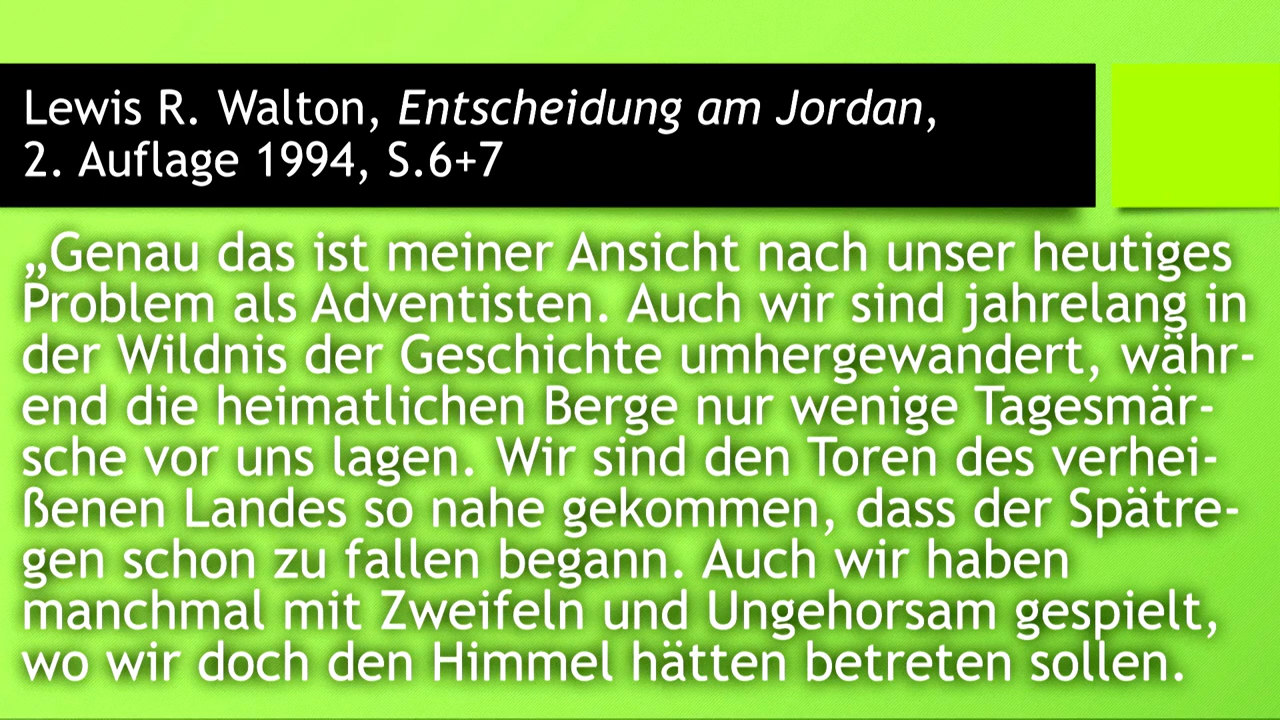 Lewis R. Walton, Entscheidung am Jordan,
2. Auflage 1994, S.6+7
„Genau das ist meiner Ansicht nach unser heutiges
Problem als Adventisten. Auch wir sind jahrelang in
der Wildnis der Geschichte umhergewandert, währ-
end die heimatlichen Berge nur wenige Tagesmär-
sche vor uns lagen. Wir sind den Toren des verhei-
ßenen Landes so nahe gekommen, dass der Spätre-
gen schon zu fallen begann. Auch wir haben
manchmal mit Zweifeln und Ungehorsam gespielt,
wo wir doch den Himmel hätten betreten sollen.